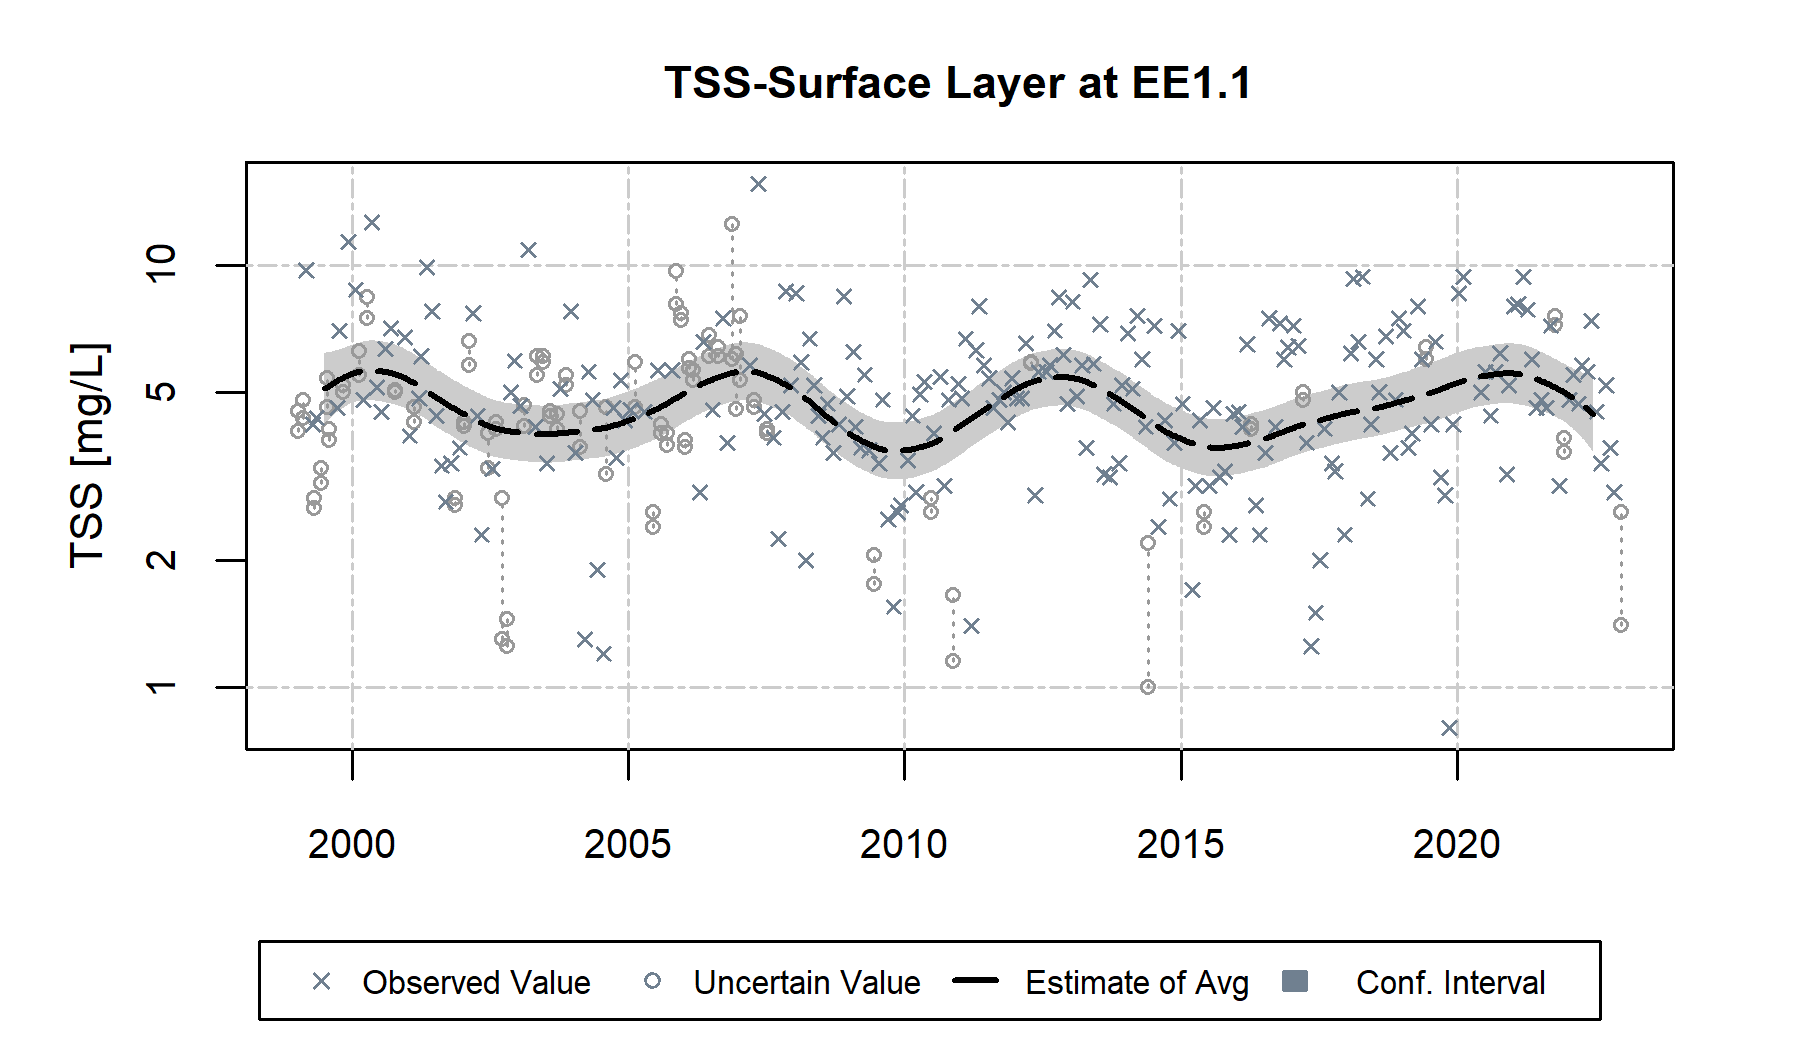 TSS-Surface Layer at EE1.1
TSS [mg/L]
10
5
2
1
2000 2005 2010 2015 2020
Observed Value Uncertain Value Estimate of Avg Conf. Interval